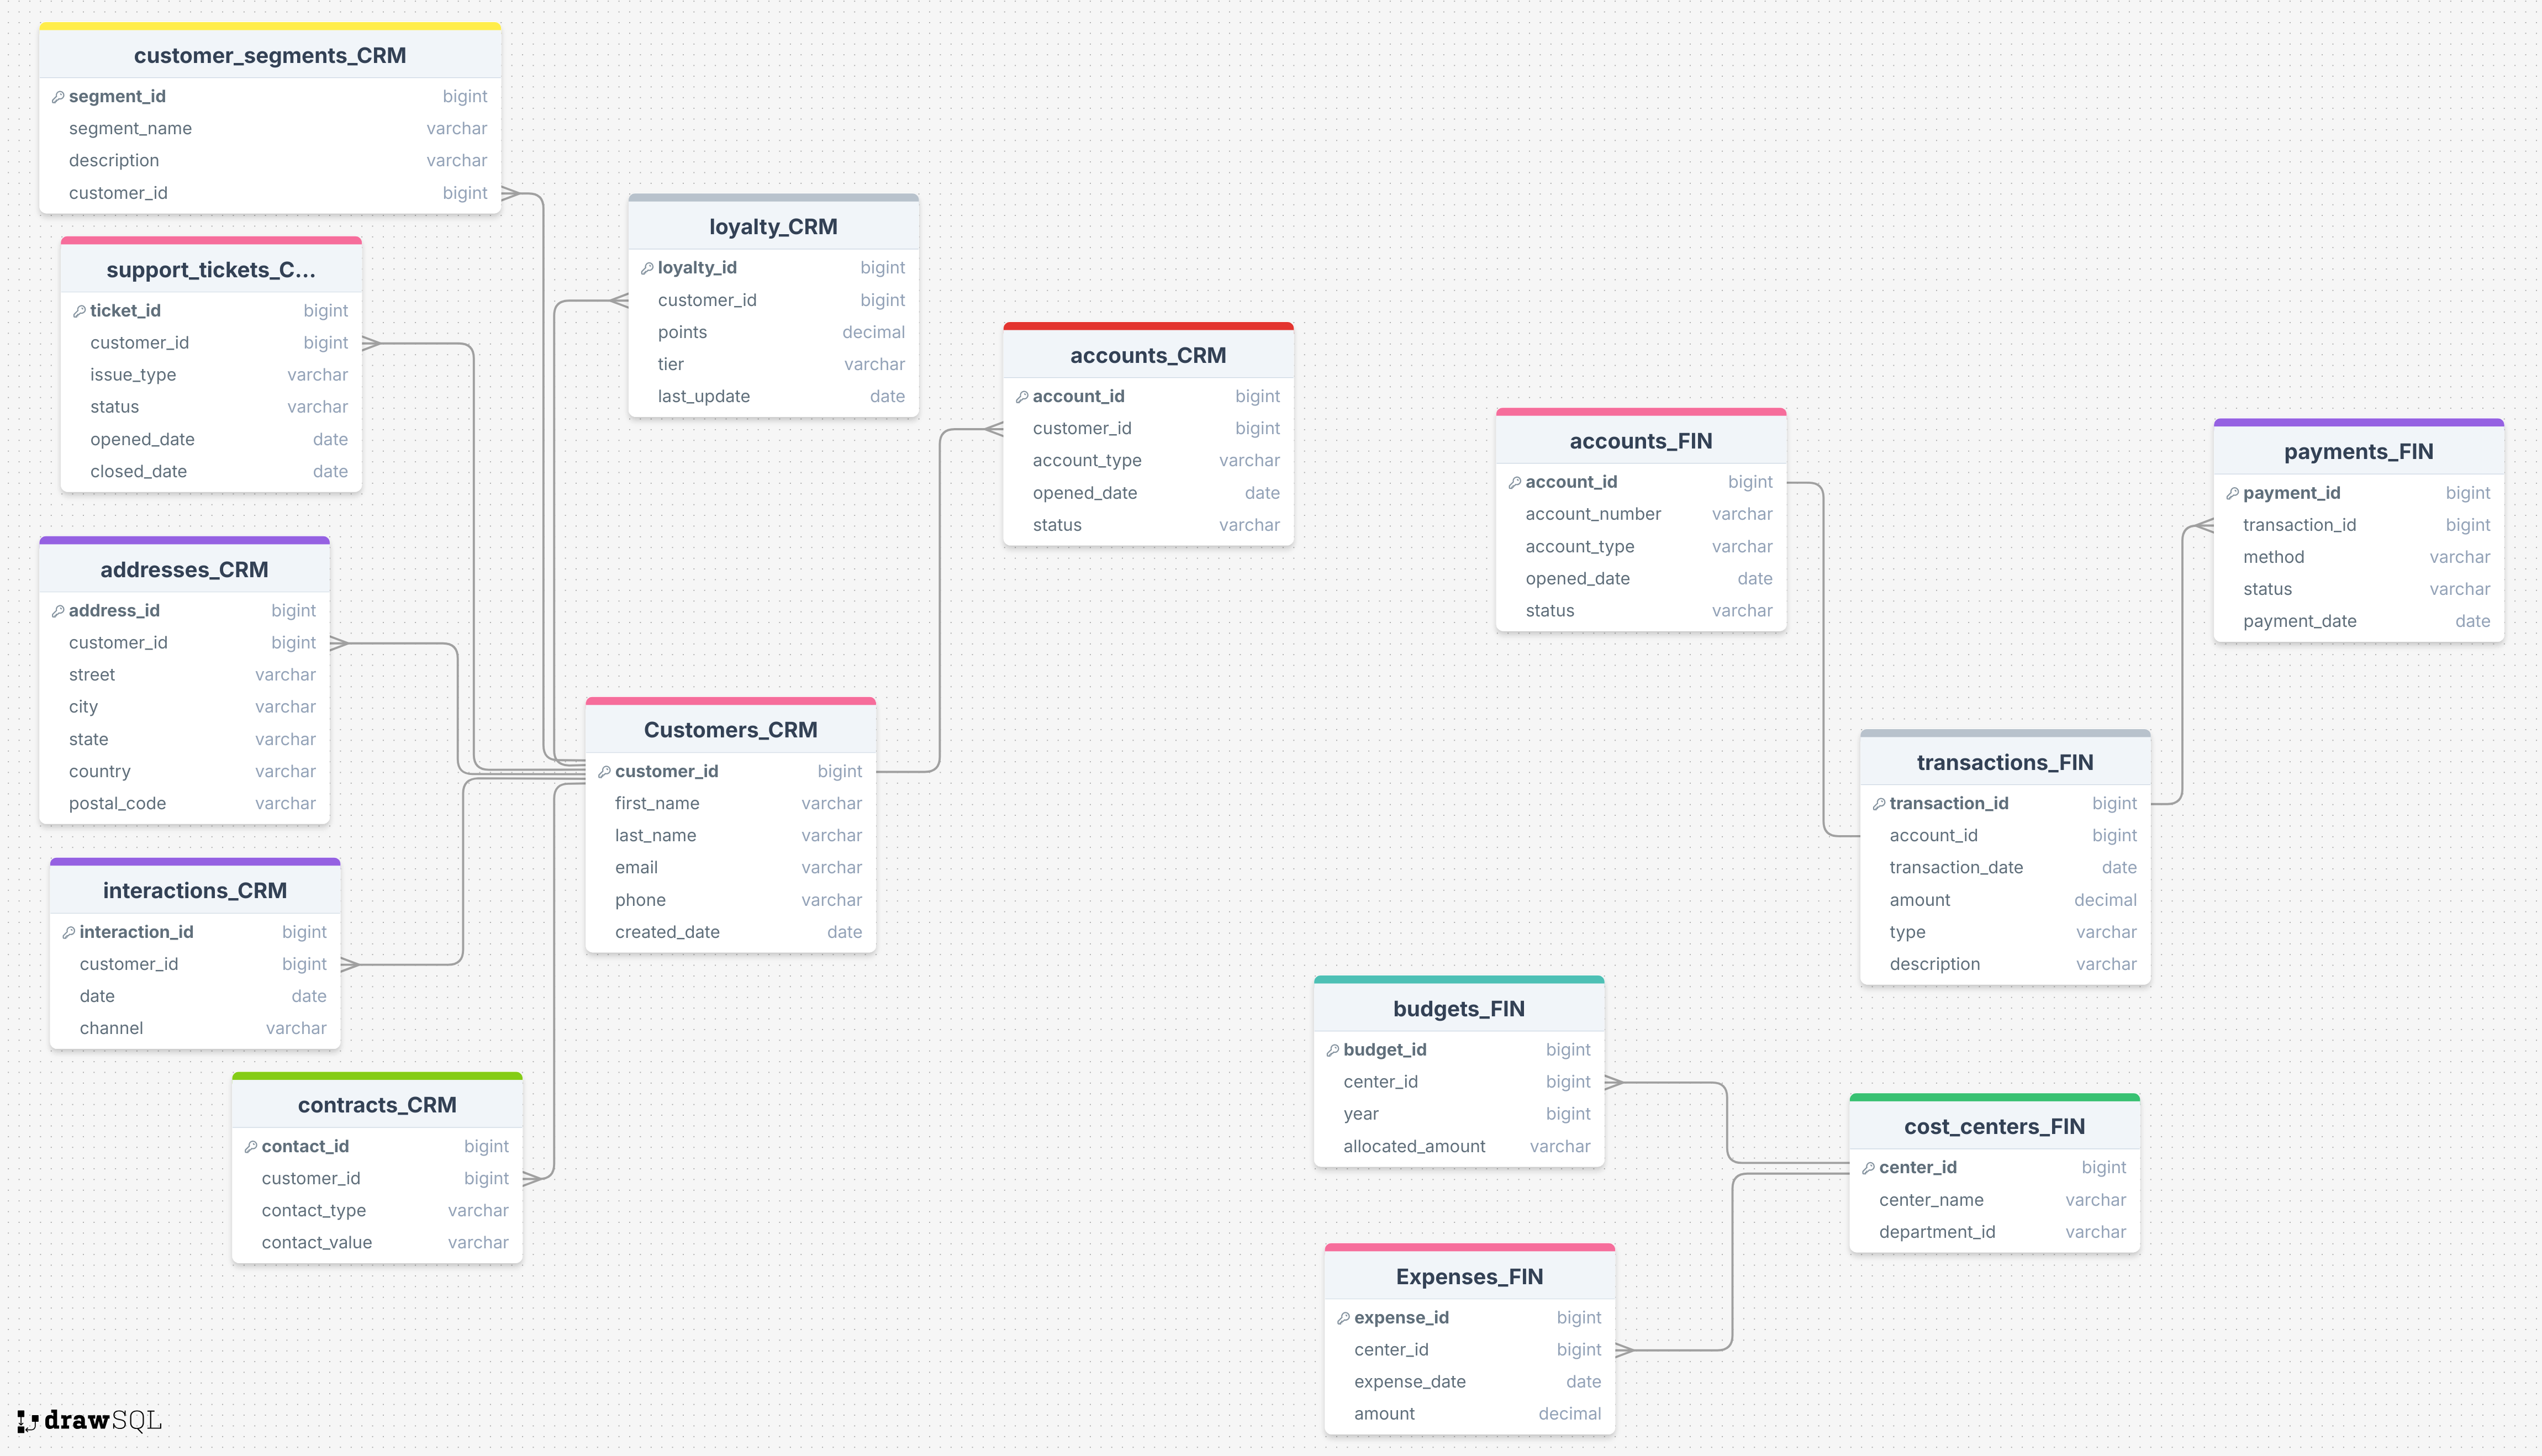 customer_segments_CRM
segment_id bigint
segment_name varchar
description varchar
customer_id bigint
support_tickets_C...
ticket_id bigint
customer_id bigint
issue_type varchar
status varchar
opened_date date
closed_date date
addresses_CRM
address_id bigint
customer_id bigint
street varchar
city varchar
state varchar
country varchar
postal_code varchar
interactions_CRM
interaction_id bigint
customer_id bigint
date date
channel varchar
contracts_CRM
contact_id bigint
customer_id bigint
contact_type varchar
contact_value varchar
loyalty_CRM
loyalty_id bigint
customer_id bigint
points decimal
tier varchar
last_update date
Customers_CRM
customer_id bigint
first_name varchar
last_name varchar
email varchar
phone varchar
created_date date
accounts_CRM
account_id bigint
customer_id bigint
account_type varchar
opened_date date
status varchar
accounts_FIN
account_id bigint
account_number varchar
account_type varchar
opened_date date
status varchar
payments_FIN
payment_id bigint
transaction_id bigint
method varchar
status varchar
payment_date date
transactions_FIN
transaction_id bigint
account_id bigint
transaction_date date
amount decimal
type varchar
description varchar
budgets_FIN
budget_id bigint
center_id bigint
year bigint
allocated_amount varchar
cost_centers_FIN
center_id bigint
center_name varchar
department_id varchar
Expenses_FIN
expense_id bigint
center_id bigint
expense_date date
amount decimal
drawSQL